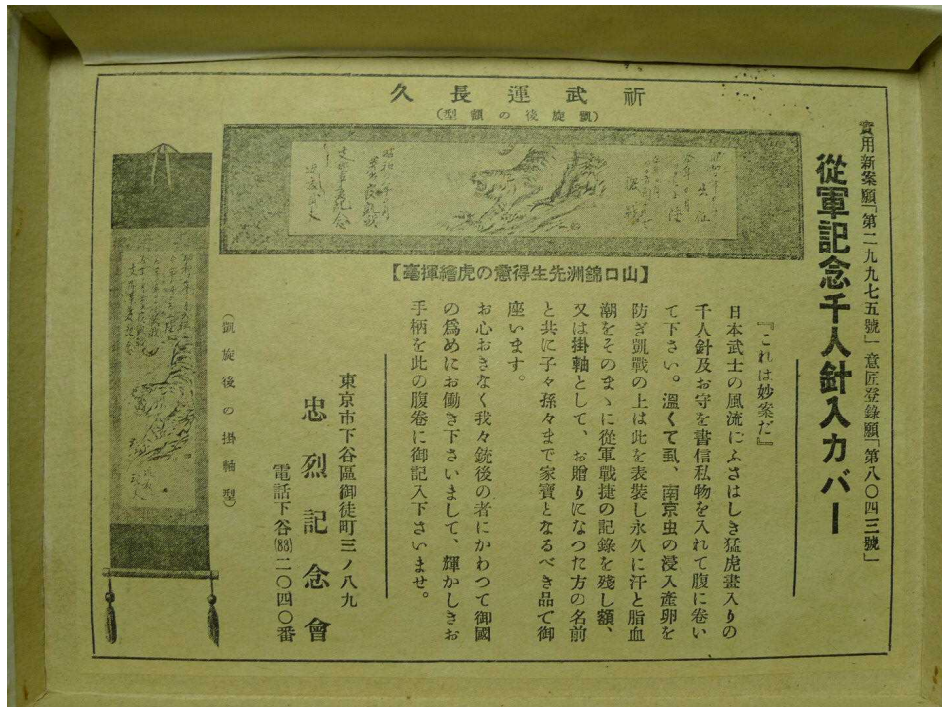 祈武運長久
(凱旋後の額型)
實用新案願「第二九九七五號」意匠登錄願「第八〇四三號」
從軍記念千人針入カバー
【山口錦洲先生得意の虎繪揮毫】
『これは妙案だ』
日本武士の風流にふさはしき猛虎畫入りの
千人針及お守を書信私物を入れて腹に卷い
て下さい。溫くて虱、南京虫の浸入產卵を
防ぎ凱戰の上は此を表裝し永久に汗と脂血
潮をそのまゝに從軍戰捷の記錄を殘し額、
又は掛軸として、お贈りになつた方の名前
と共に子々孫々まで家寶となるべき品で御
座います。
お心おきなく我々銃後の者にかわつて御國
の爲めにお働き下さいまして、輝かしきお
手柄を此の腹卷に御記入下さいませ。
東京市下谷區御徒町三ノ八九
忠烈記念會
電話下谷(83)二〇四〇番
(凱旋後の掛軸型)